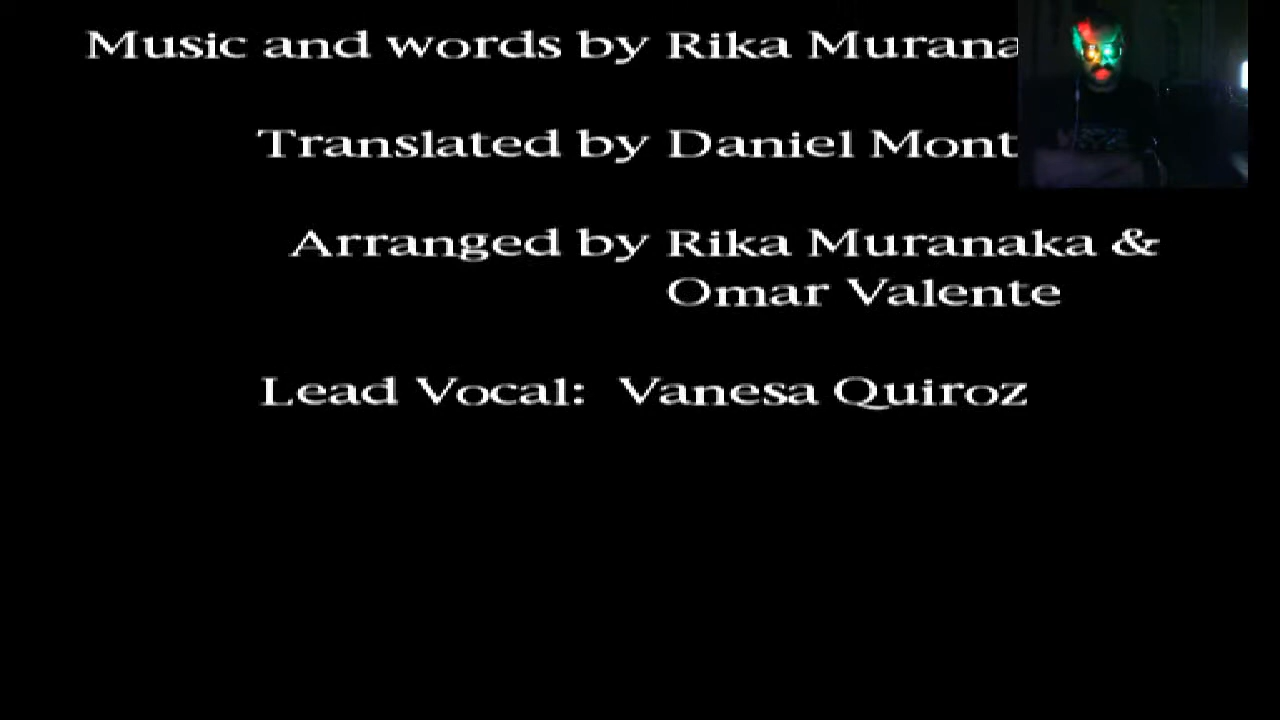 Music and words by Rika Murana
Translated by Daniel Mont
Arranged by Rika Muranaka &
Omar Valente
Lead Vocal: Vanesa Quiroz